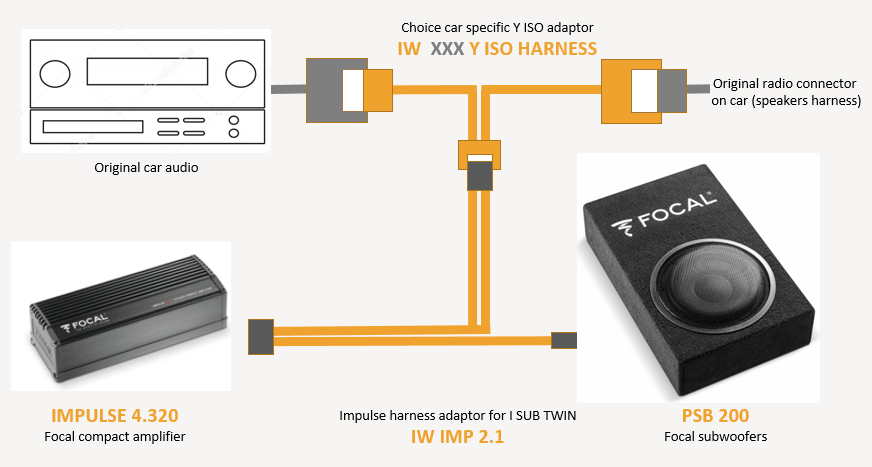 Choice car specific Y ISO adaptor
IW XXX Y ISO HARNESS
Original radio connector
on car (speakers harness)
Original car audio
FOCAL
FOCAL
IMPULSE 4.320
Focal compact amplifier
Impulse harness adaptor for I SUB TWIN
IW IMP 2.1
PSB 200
Focal subwoofers